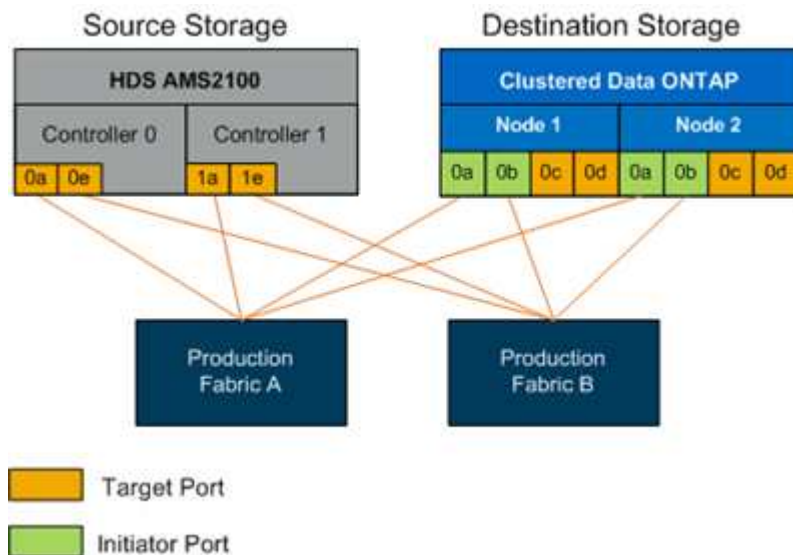 Source Storage
Destination Storage
HDS AMS2100
Clustered Data ONTAP
Controller 0
Controller 1
Node 1
Node 2
0a 0e
1a 1e
0a 0b 0c 0d
0a 0b 0c 0d
Production
Fabric A
Production
Fabric B
Target Port
Initiator Port